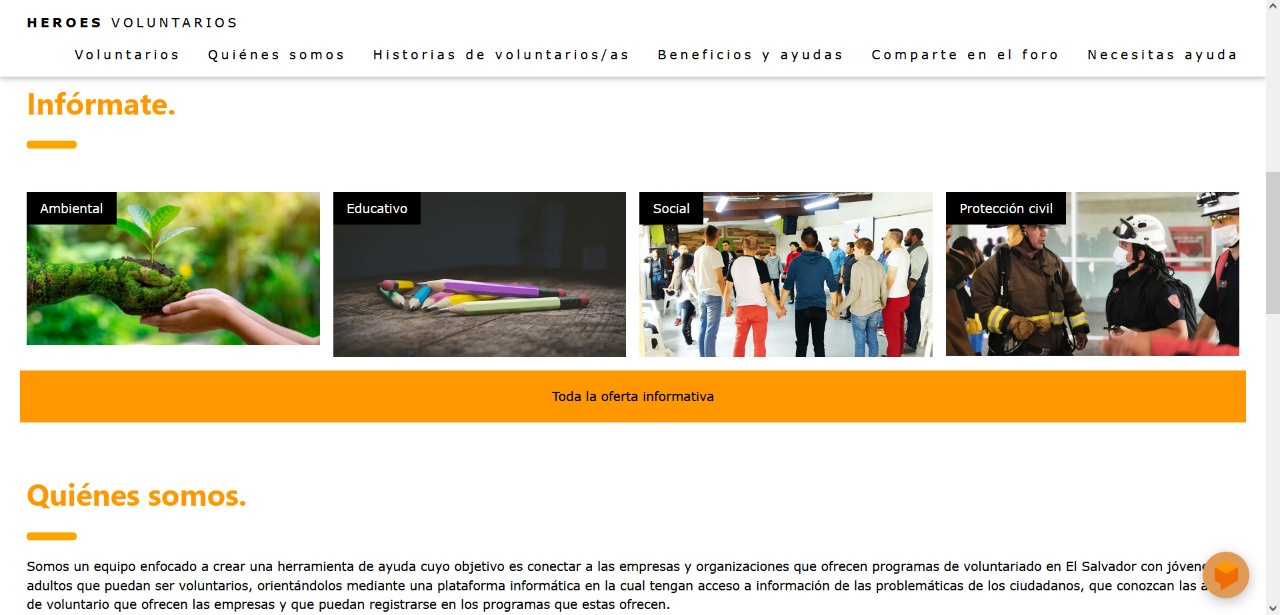 HEROES VOLUNTARIOS
Voluntarios Quiénes somos Historias de voluntarios/as Beneficios y ayudas Comparte en el foro Necesitas ayuda
Infórmate.
Ambiental Educativo Social Protección civil
Toda la oferta informativa
Quiénes somos.
Somos un equipo enfocado a crear una herramienta de ayuda cuyo objetivo es conectar a las empresas y organizaciones que ofrecen programas de voluntariado en El Salvador con
adultos que puedan ser voluntarios, orientándolos mediante una plataforma informática en la cual tengan acceso a información de las problemáticas de los ciudadanos, que conozcan las
de voluntario que ofrecen las empresas y que puedan registrarse en los programas que estas ofrecen.